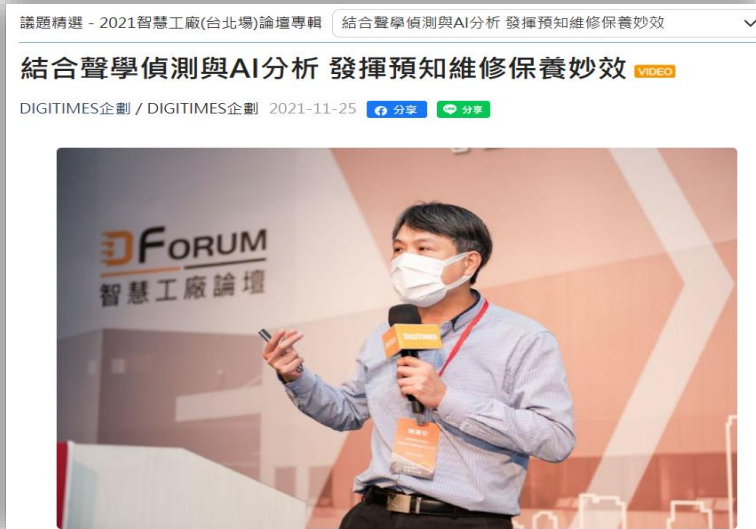 議題精選 - 2021智慧工廠(台北場)論壇專輯 結合聲學偵測與AI分析 發揮預知維修保養妙效
結合聲學偵測與AI分析 發揮預知維修保養妙效 VIDEO
DIGITIMES企劃 / DIGITIMES企劃 2021-11-25 分享 分享
DFORUM
智慧工廠論壇
DIGITIMES